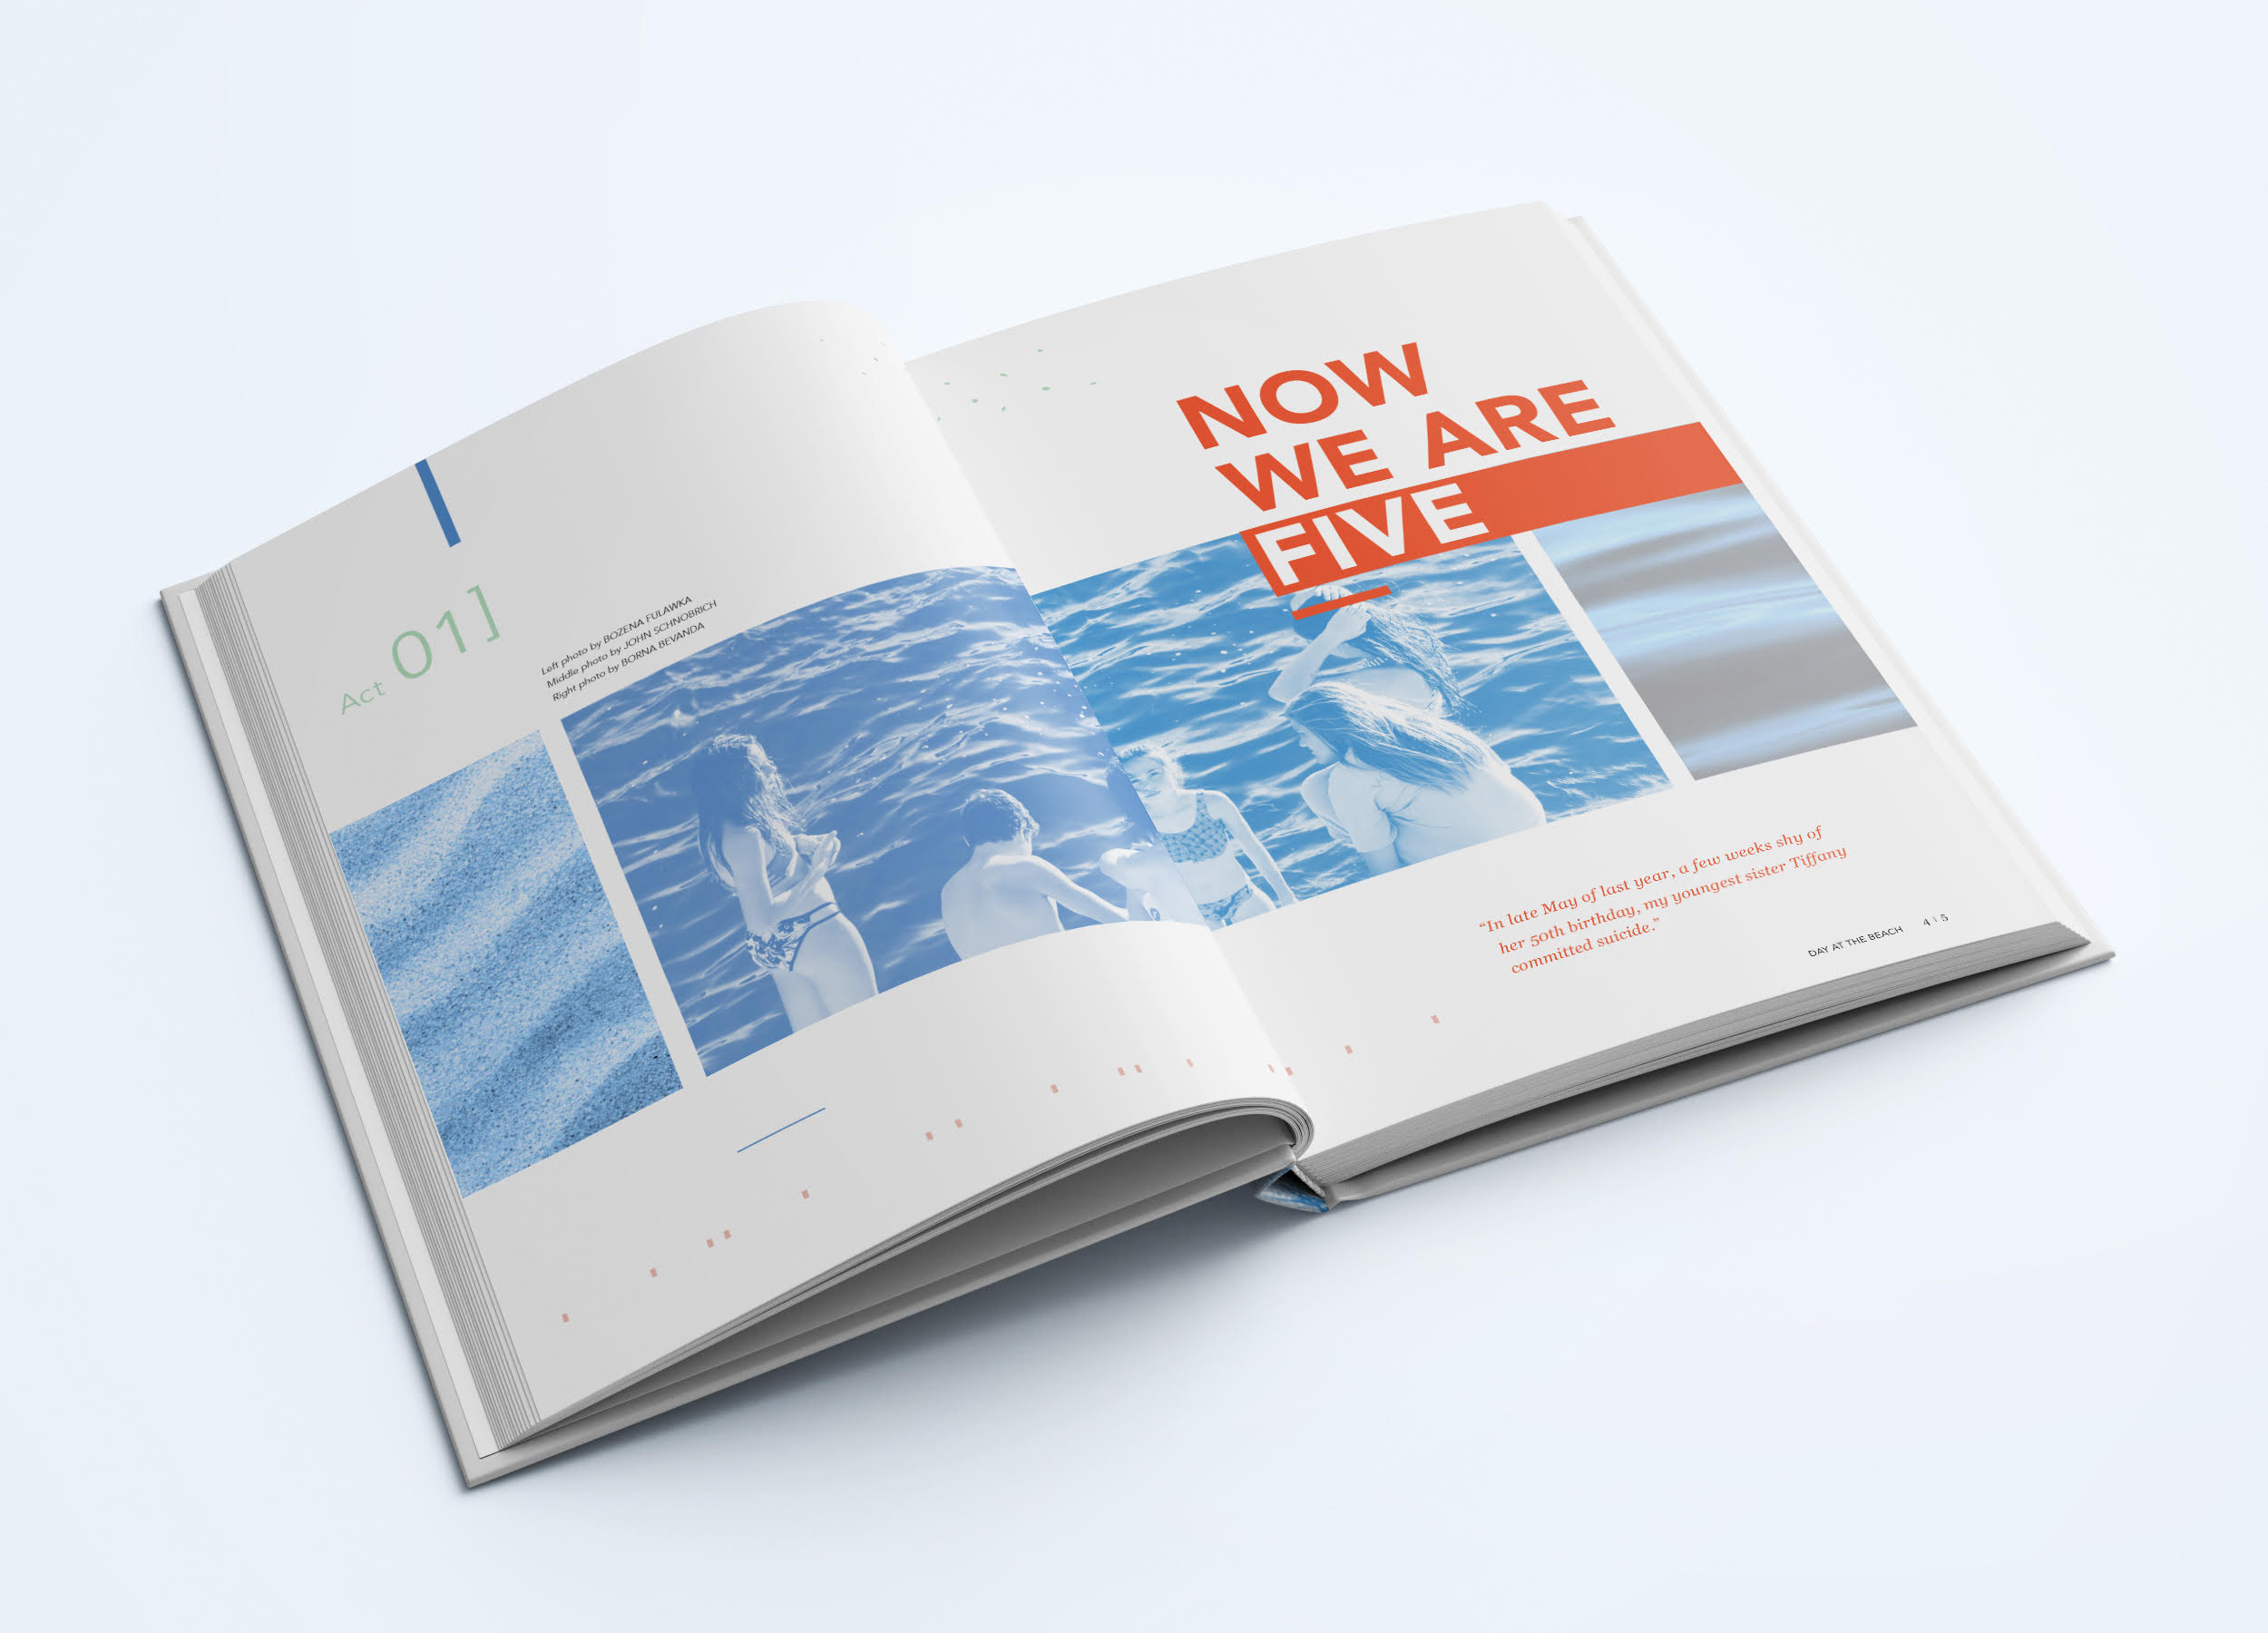 Act 01]
Left photo by BOZENA FULAWKA
Middle photo by JOHN SCHNOBRICH
Right photo by BORNA BEVANDA
NOW
WE ARE
FIVE
“In late May of last year, a few weeks shy of
her 50th birthday, my youngest sister Tiffany
committed suicide.”
DAY AT THE BEACH 4 | 5